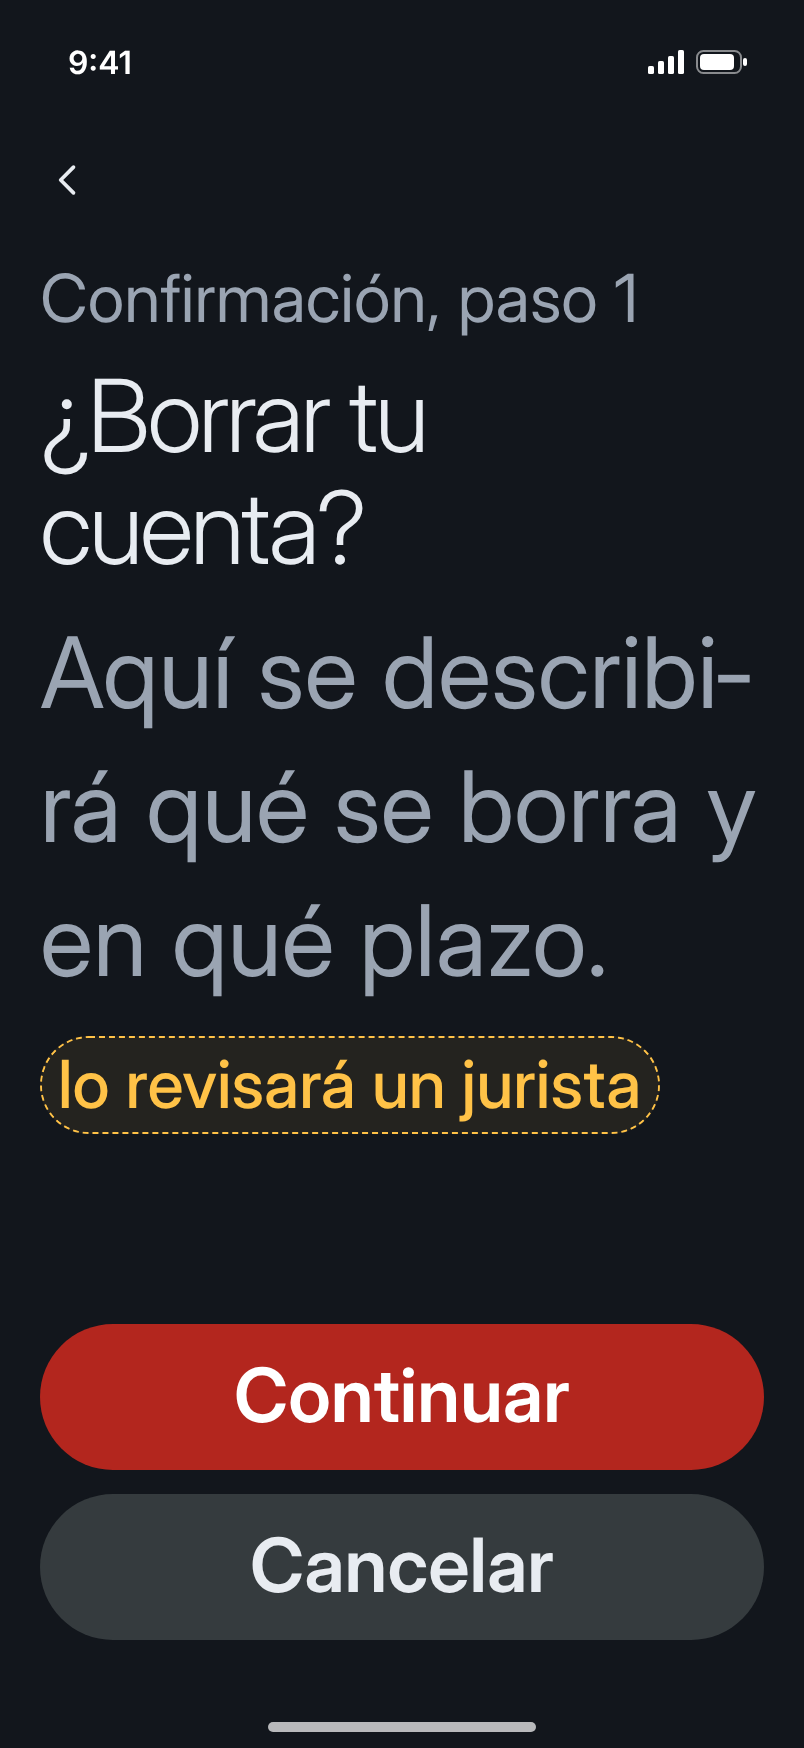 9:41
Confirmación, paso 1
¿Borrar tu
cuenta?
Aquí se describi-
rá qué se borra y
en qué plazo.
lo revisará un jurista
Continuar
Cancelar